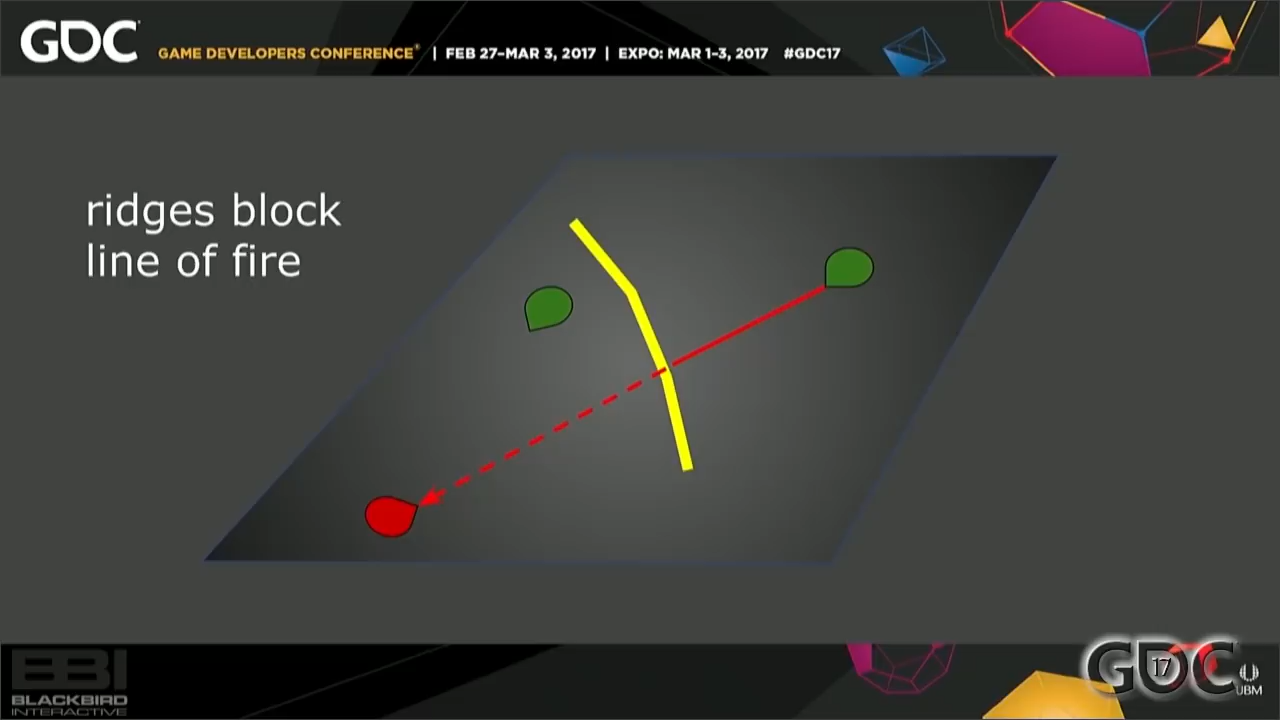 GDC GAME DEVELOPERS CONFERENCE® | FEB 27-MAR 3, 2017 | EXPO: MAR 1-3, 2017 #GDC17
ridges block
line of fire
BBI
BLACKBIRD
INTERACTIVE
GDC 17
UBM